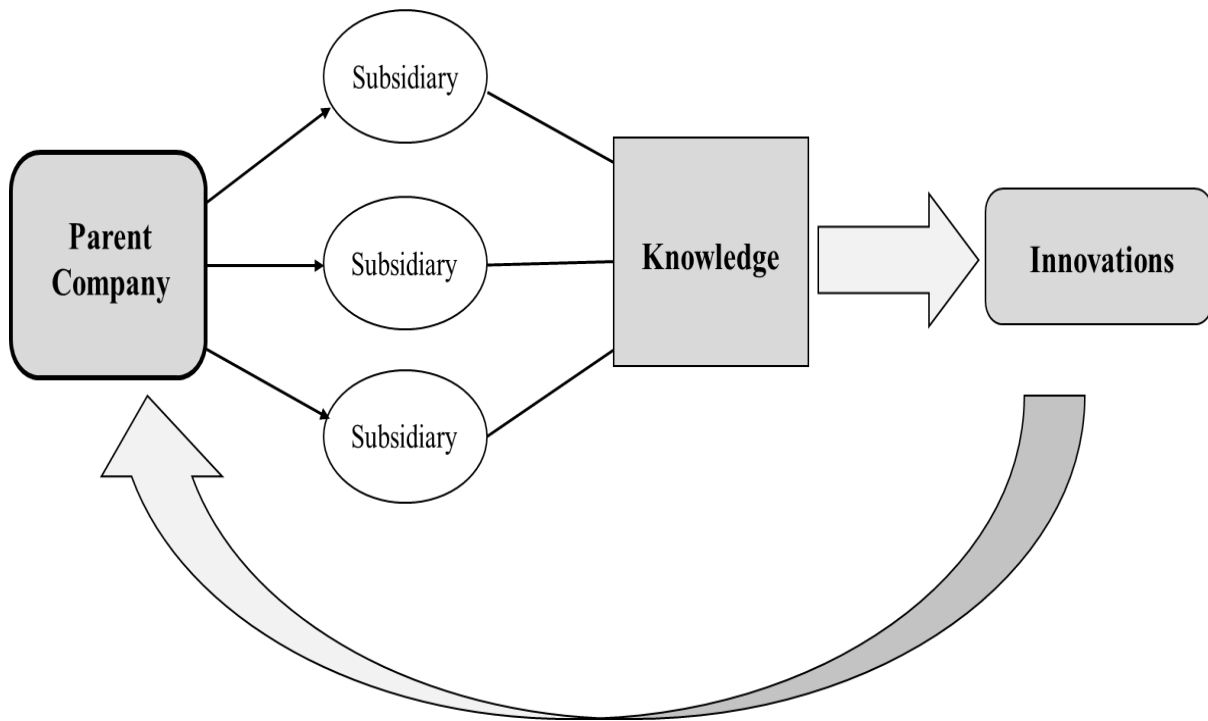 Subsidiary
Parent
Company
Subsidiary
Subsidiary
Knowledge
Innovations